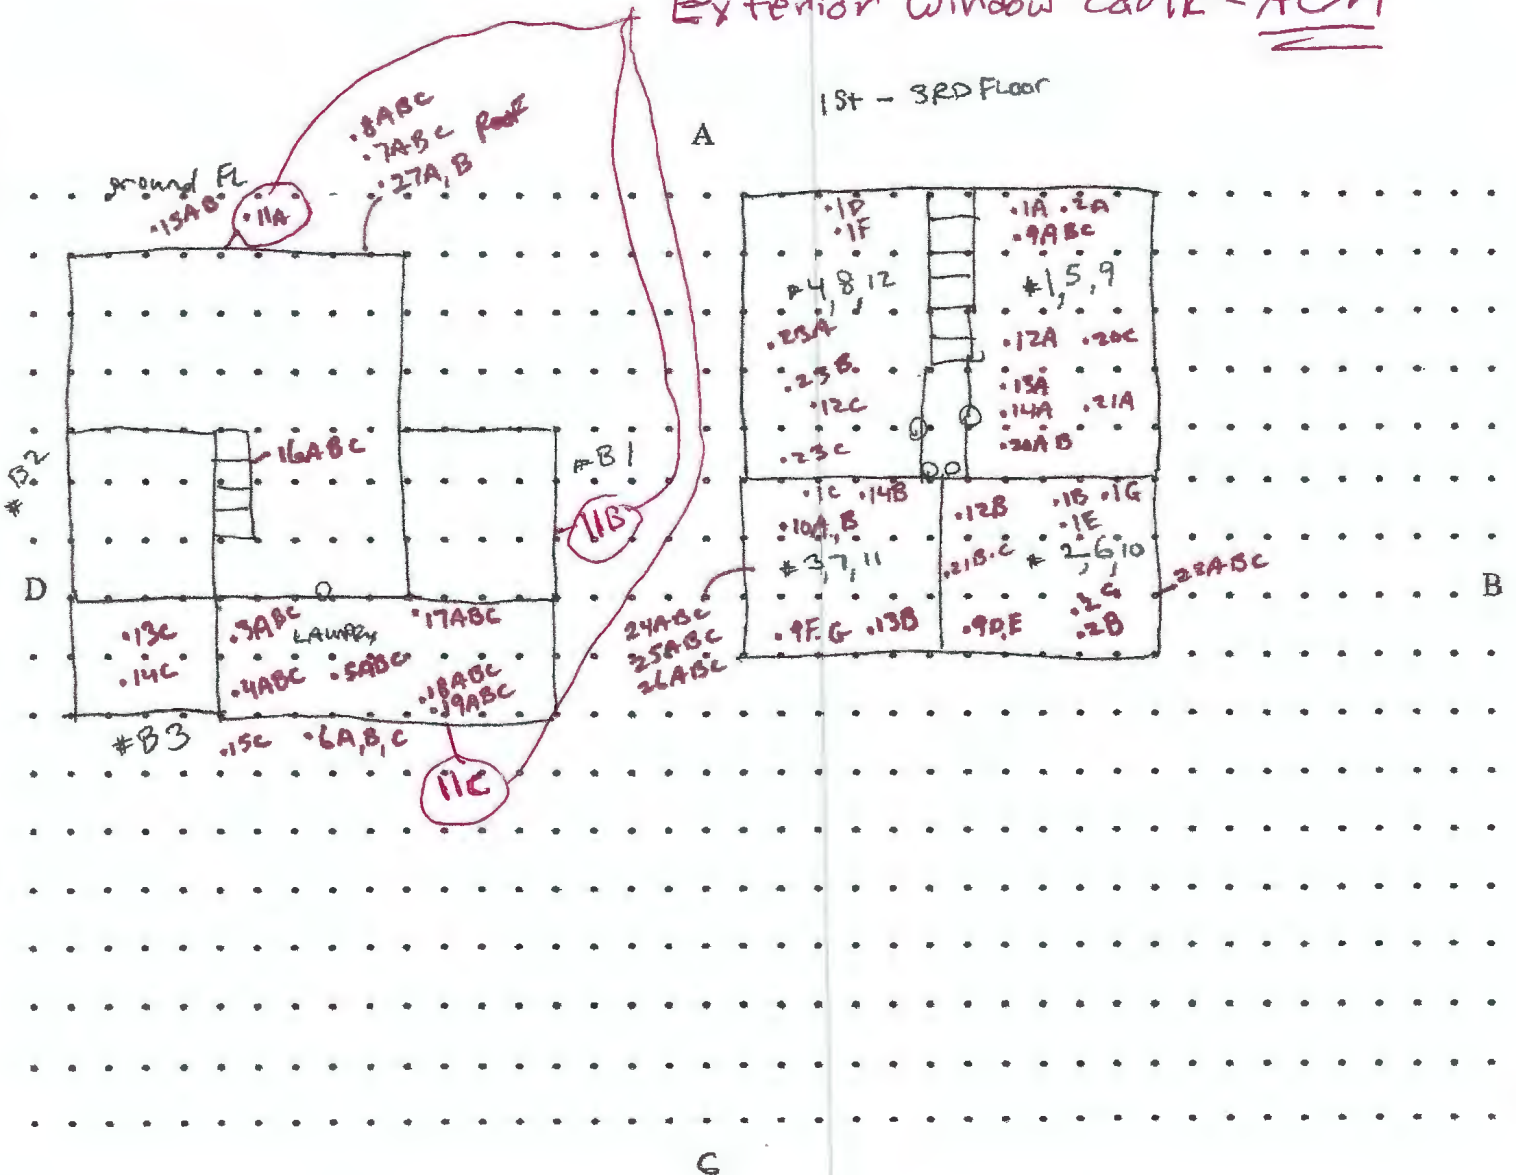 Exterior Window Caulk - ACM
1St - 3RD FLoor
A
.8ABC
.7ABC Roof
.27A, B
ground FL
.15AB
.11A
#B2
.16ABC
#B1
11B
D
.13C
.14C
#B3
.3ABC
LAUNDRY
.17ABC
.4ABC
.5ABC
.18ABC
.19ABC
.15C
.6A,B,C
11C
.1D
.1F
#4,8,12
.23A
.23B
.12C
.23C
.1A .2A
.9ABC
#1,5,9
.12A .20C
.13A
.14A .21A
.20AB
.1C .14B
.10A,B
#3,7,11
.9F,G .13B
24ABC
25ABC
26ABC
.12B
.1B .1G
.1E
.21B,C
#2,6,10
.2C
.9D,E
.2B
22ABC
B
C